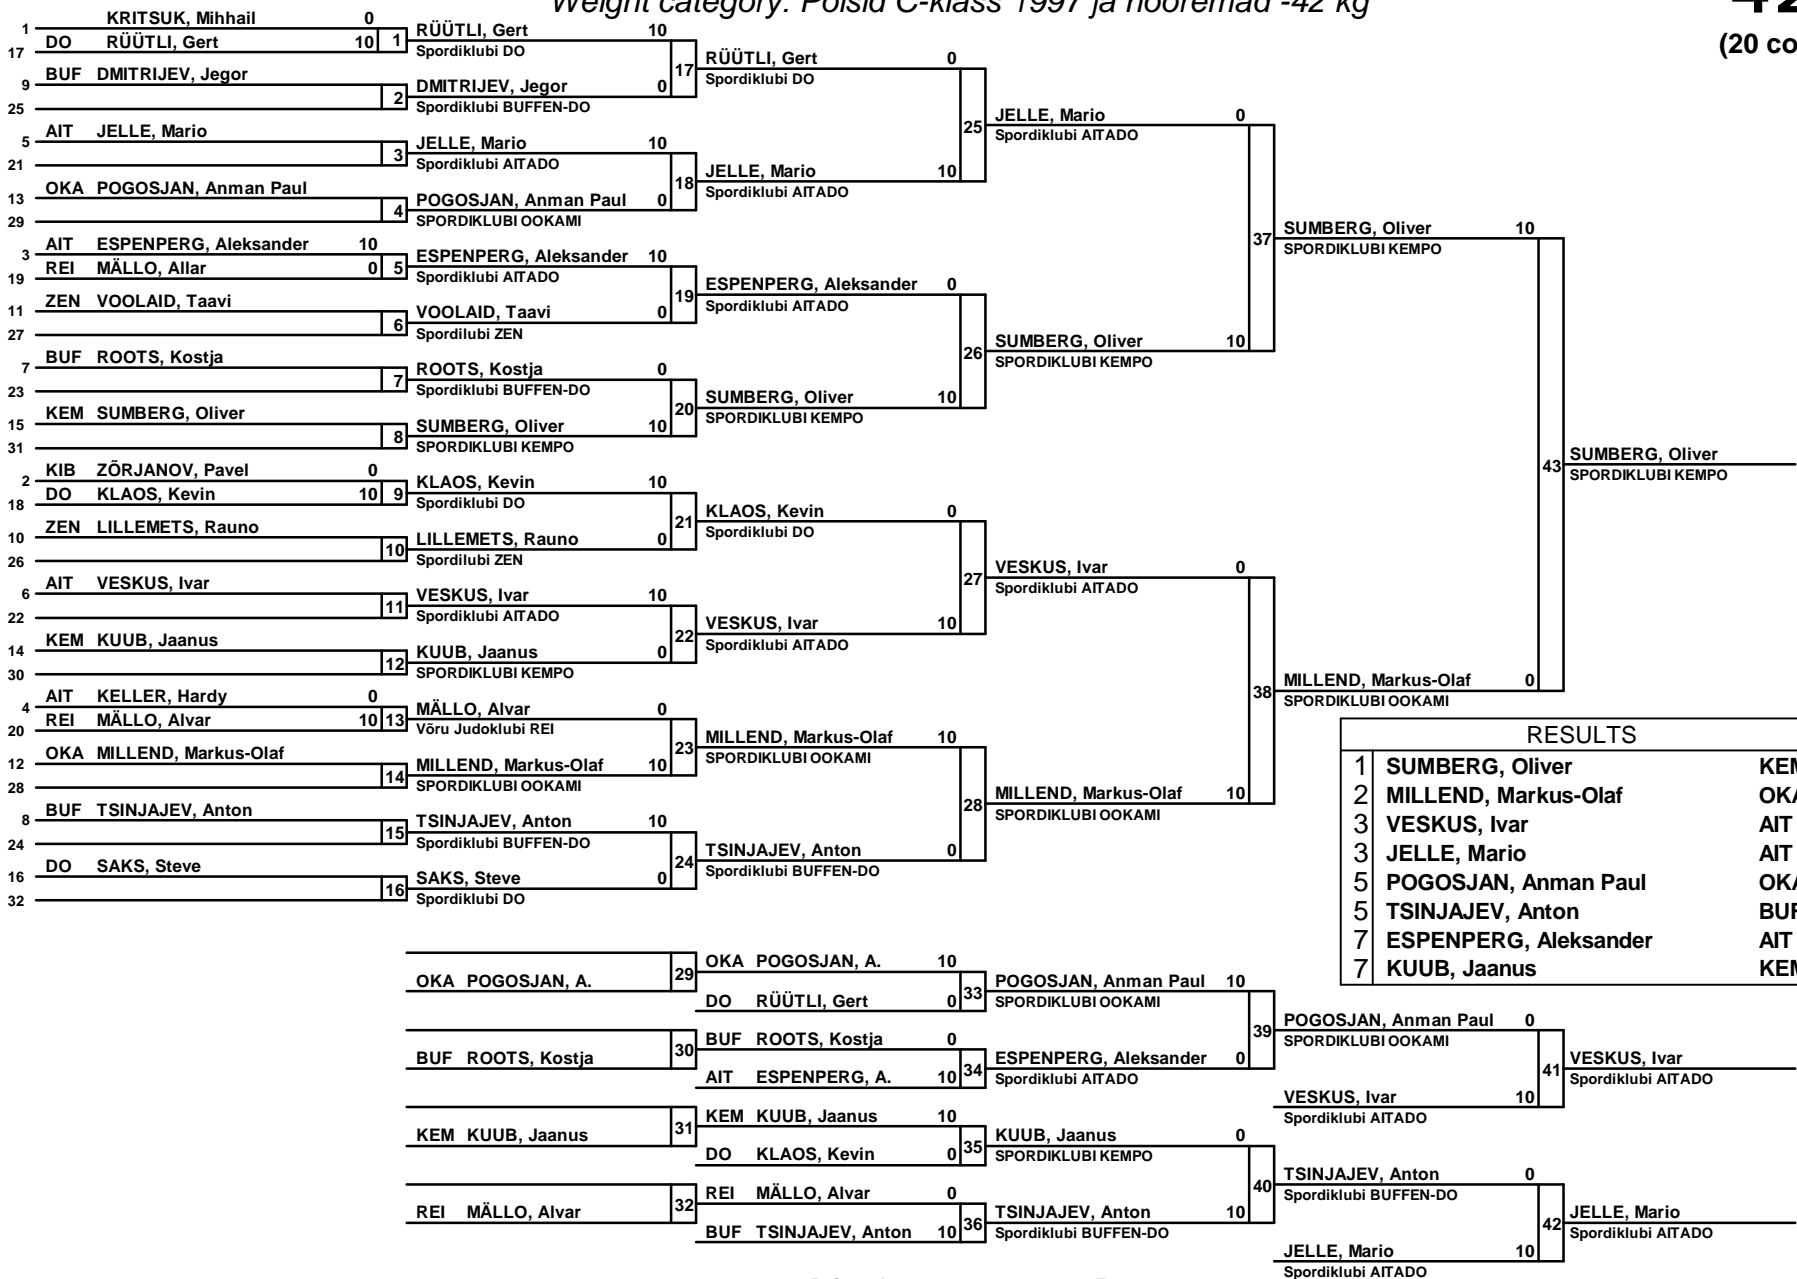 Weight category: Poisid C-klass 1997 ja nooremad -42 kg
(20 co
1 KRITSUK, Mihhail 0
17 DO RÜÜTLI, Gert 10 1
9 BUF DMITRIJEV, Jegor
25 2
5 AIT JELLE, Mario
21 3
13 OKA POGOSJAN, Anman Paul
29 4
3 AIT ESPENPERG, Aleksander 10
19 REI MÄLLO, Allar 0 5
11 ZEN VOOLAID, Taavi
27 6
7 BUF ROOTS, Kostja
23 7
15 KEM SUMBERG, Oliver
31 8
2 KIB ZÕRJANOV, Pavel 0
18 DO KLAOS, Kevin 10 9
10 ZEN LILLEMETS, Rauno
26 10
6 AIT VESKUS, Ivar
22 11
14 KEM KUUB, Jaanus
30 12
4 AIT KELLER, Hardy 0
20 REI MÄLLO, Alvar 10 13
12 OKA MILLEND, Markus-Olaf
28 14
8 BUF TSINJAJEV, Anton
24 15
16 DO SAKS, Steve
32 16
RÜÜTLI, Gert 10
Spordiklubi DO
17
DMITRIJEV, Jegor 0
Spordiklubi BUFFEN-DO
JELLE, Mario 10
Spordiklubi AITADO
18
POGOSJAN, Anman Paul 0
SPORDIKLUBI OOKAMI
ESPENPERG, Aleksander 10
Spordiklubi AITADO
19
VOOLAID, Taavi 0
Spordilubi ZEN
ROOTS, Kostja 0
Spordiklubi BUFFEN-DO
20
SUMBERG, Oliver 10
SPORDIKLUBI KEMPO
KLAOS, Kevin 10
Spordiklubi DO
21
LILLEMETS, Rauno 0
Spordilubi ZEN
VESKUS, Ivar 10
Spordiklubi AITADO
22
KUUB, Jaanus 0
SPORDIKLUBI KEMPO
MÄLLO, Alvar 0
Võru Judoklubi REI
23
MILLEND, Markus-Olaf 10
SPORDIKLUBI OOKAMI
TSINJAJEV, Anton 10
Spordiklubi BUFFEN-DO
24
SAKS, Steve 0
Spordiklubi DO
RÜÜTLI, Gert 0
Spordiklubi DO
25
JELLE, Mario 10
Spordiklubi AITADO
ESPENPERG, Aleksander 0
Spordiklubi AITADO
26
SUMBERG, Oliver 10
SPORDIKLUBI KEMPO
KLAOS, Kevin 0
Spordiklubi DO
27
VESKUS, Ivar 10
Spordiklubi AITADO
MILLEND, Markus-Olaf 10
SPORDIKLUBI OOKAMI
28
TSINJAJEV, Anton 0
Spordiklubi BUFFEN-DO
JELLE, Mario 0
Spordiklubi AITADO
37
SUMBERG, Oliver 10
SPORDIKLUBI KEMPO
VESKUS, Ivar 0
Spordiklubi AITADO
38
MILLEND, Markus-Olaf 10
SPORDIKLUBI OOKAMI
SUMBERG, Oliver 10
SPORDIKLUBI KEMPO
43
MILLEND, Markus-Olaf 0
SPORDIKLUBI OOKAMI
SUMBERG, Oliver
SPORDIKLUBI KEMPO
RESULTS
1 SUMBERG, Oliver KEM
2 MILLEND, Markus-Olaf OKA
3 VESKUS, Ivar AIT
3 JELLE, Mario AIT
5 POGOSJAN, Anman Paul OKA
5 TSINJAJEV, Anton BUF
7 ESPENPERG, Aleksander AIT
7 KUUB, Jaanus KEM
OKA POGOSJAN, A. 29
BUF ROOTS, Kostja 30
KEM KUUB, Jaanus 31
REI MÄLLO, Alvar 32
OKA POGOSJAN, A. 10
DO RÜÜTLI, Gert 0 33
BUF ROOTS, Kostja 0
AIT ESPENPERG, A. 10 34
KEM KUUB, Jaanus 10
DO KLAOS, Kevin 0 35
REI MÄLLO, Alvar 0
BUF TSINJAJEV, Anton 10 36
POGOSJAN, Anman Paul 10
SPORDIKLUBI OOKAMI
39
ESPENPERG, Aleksander 0
Spordiklubi AITADO
KUUB, Jaanus 0
SPORDIKLUBI KEMPO
40
TSINJAJEV, Anton 10
Spordiklubi BUFFEN-DO
POGOSJAN, Anman Paul 0
SPORDIKLUBI OOKAMI
41
VESKUS, Ivar 10
Spordiklubi AITADO
TSINJAJEV, Anton 0
Spordiklubi BUFFEN-DO
42
JELLE, Mario 10
Spordiklubi AITADO
VESKUS, Ivar
Spordiklubi AITADO
JELLE, Mario
Spordiklubi AITADO